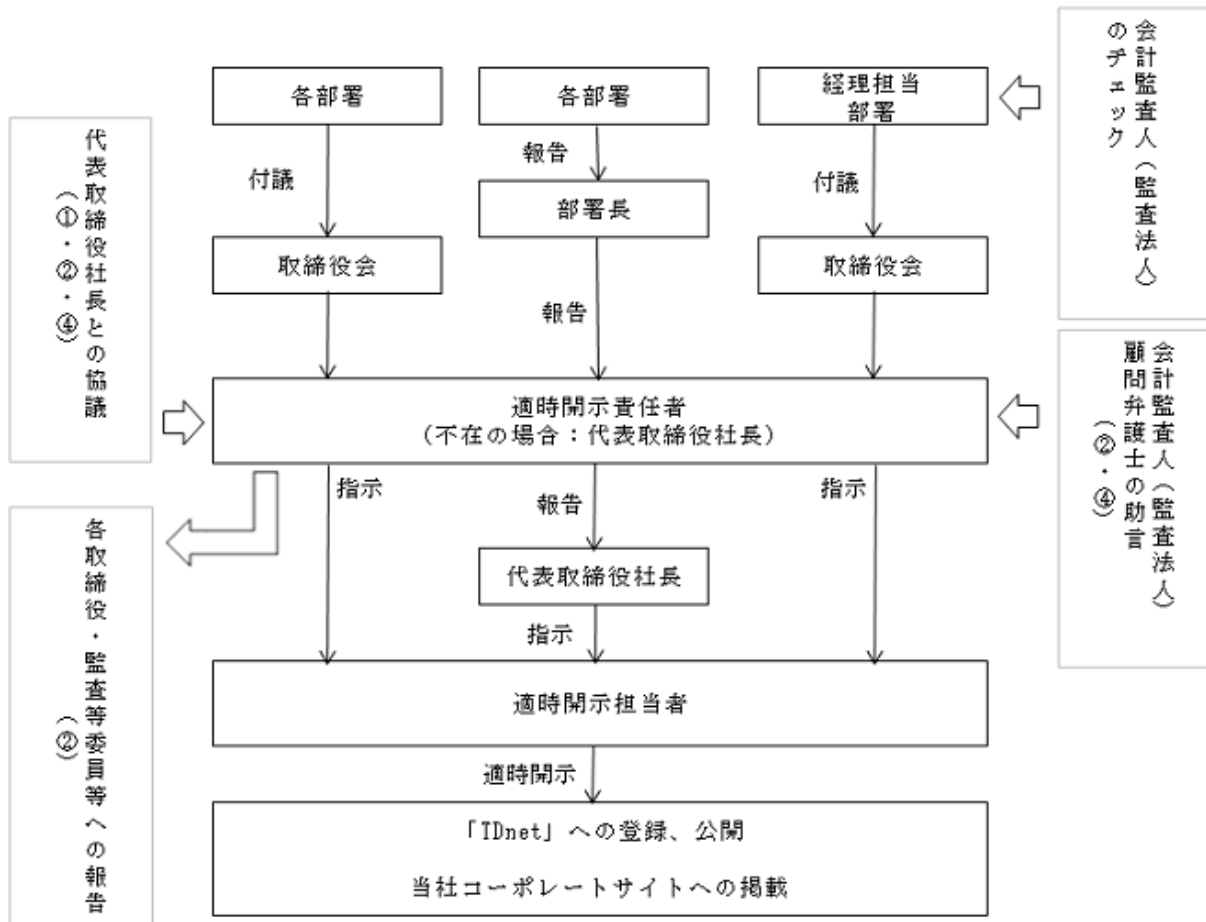 各部署
各部署
経理担当
部署
会計監査人（監査法人）
のチェック
代表取締役社長との協議
（①・②・④）
付議
報告
付議
部署長
取締役会
取締役会
報告
会計監査人（監査法人）
顧問弁護士の助言
（②・④）
適時開示責任者
（不在の場合：代表取締役社長）
指示
報告
指示
各取締役・監査等委員等への報告
（②）
代表取締役社長
指示
適時開示担当者
適時開示
「TDnet」への登録、公開
当社コーポレートサイトへの掲載